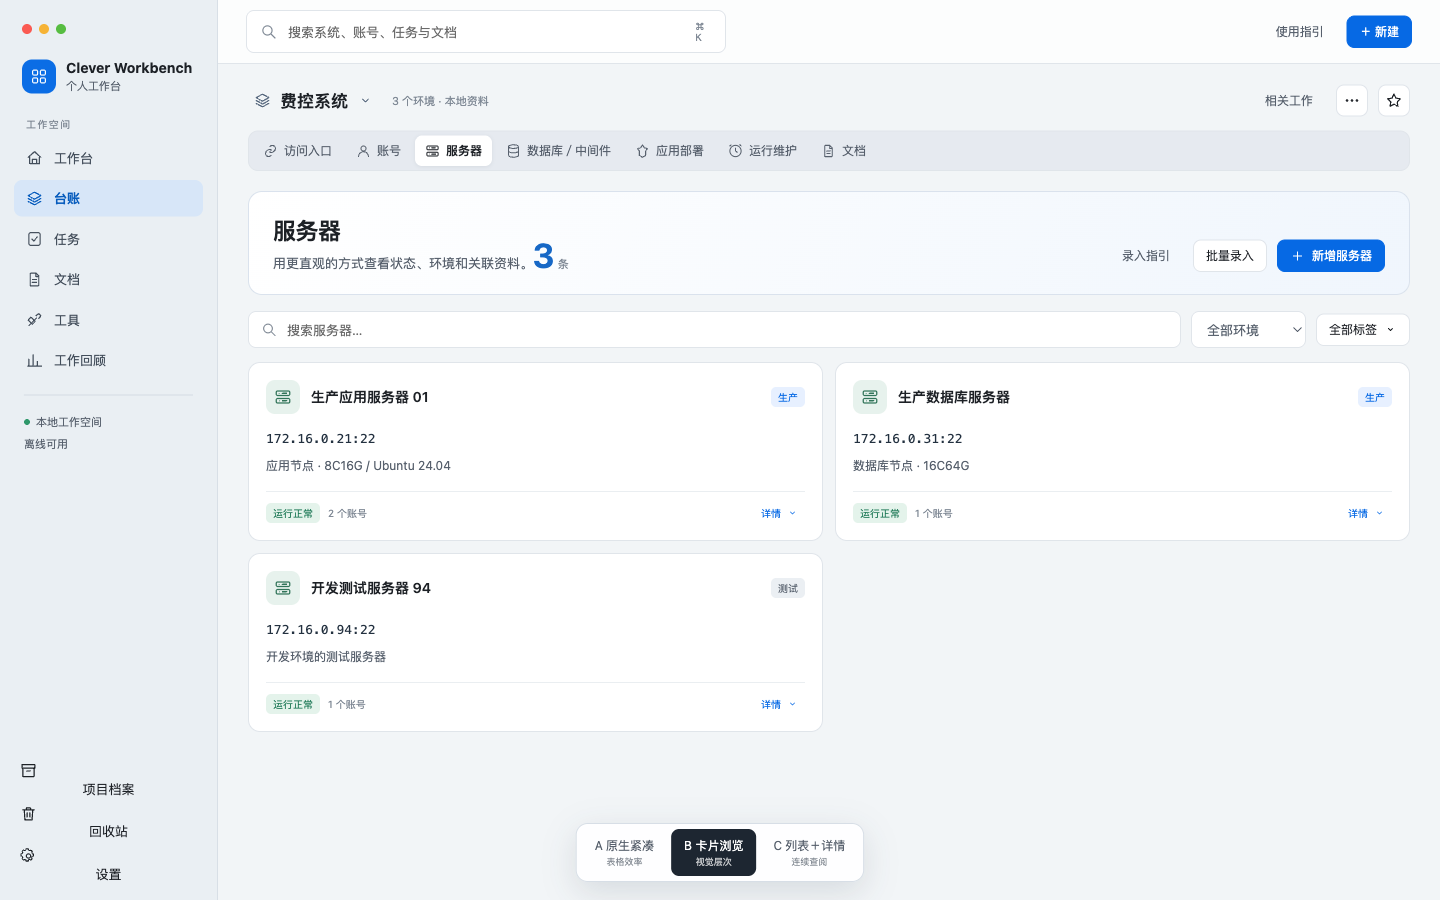 搜索系统、账号、任务与文档
⌘
K
使用指引
+ 新建
Clever Workbench
个人工作台
工作空间
工作台
台账
任务
文档
工具
工作回顾
本地工作空间
离线可用
项目档案
回收站
设置
费控系统
3 个环境 · 本地资料
相关工作
访问入口
账号
服务器
数据库 / 中间件
应用部署
运行维护
文档
服务器
用更直观的方式查看状态、环境和关联资料。3 条
录入指引
批量录入
+ 新增服务器
搜索服务器...
全部环境
全部标签
生产应用服务器 01
生产
172.16.0.21:22
应用节点 · 8C16G / Ubuntu 24.04
运行正常
2 个账号
详情
生产数据库服务器
生产
172.16.0.31:22
数据库节点 · 16C64G
运行正常
1 个账号
详情
开发测试服务器 94
测试
172.16.0.94:22
开发环境的测试服务器
运行正常
1 个账号
详情
A 原生紧凑
表格效率
B 卡片浏览
视觉层次
C 列表+详情
连续查阅